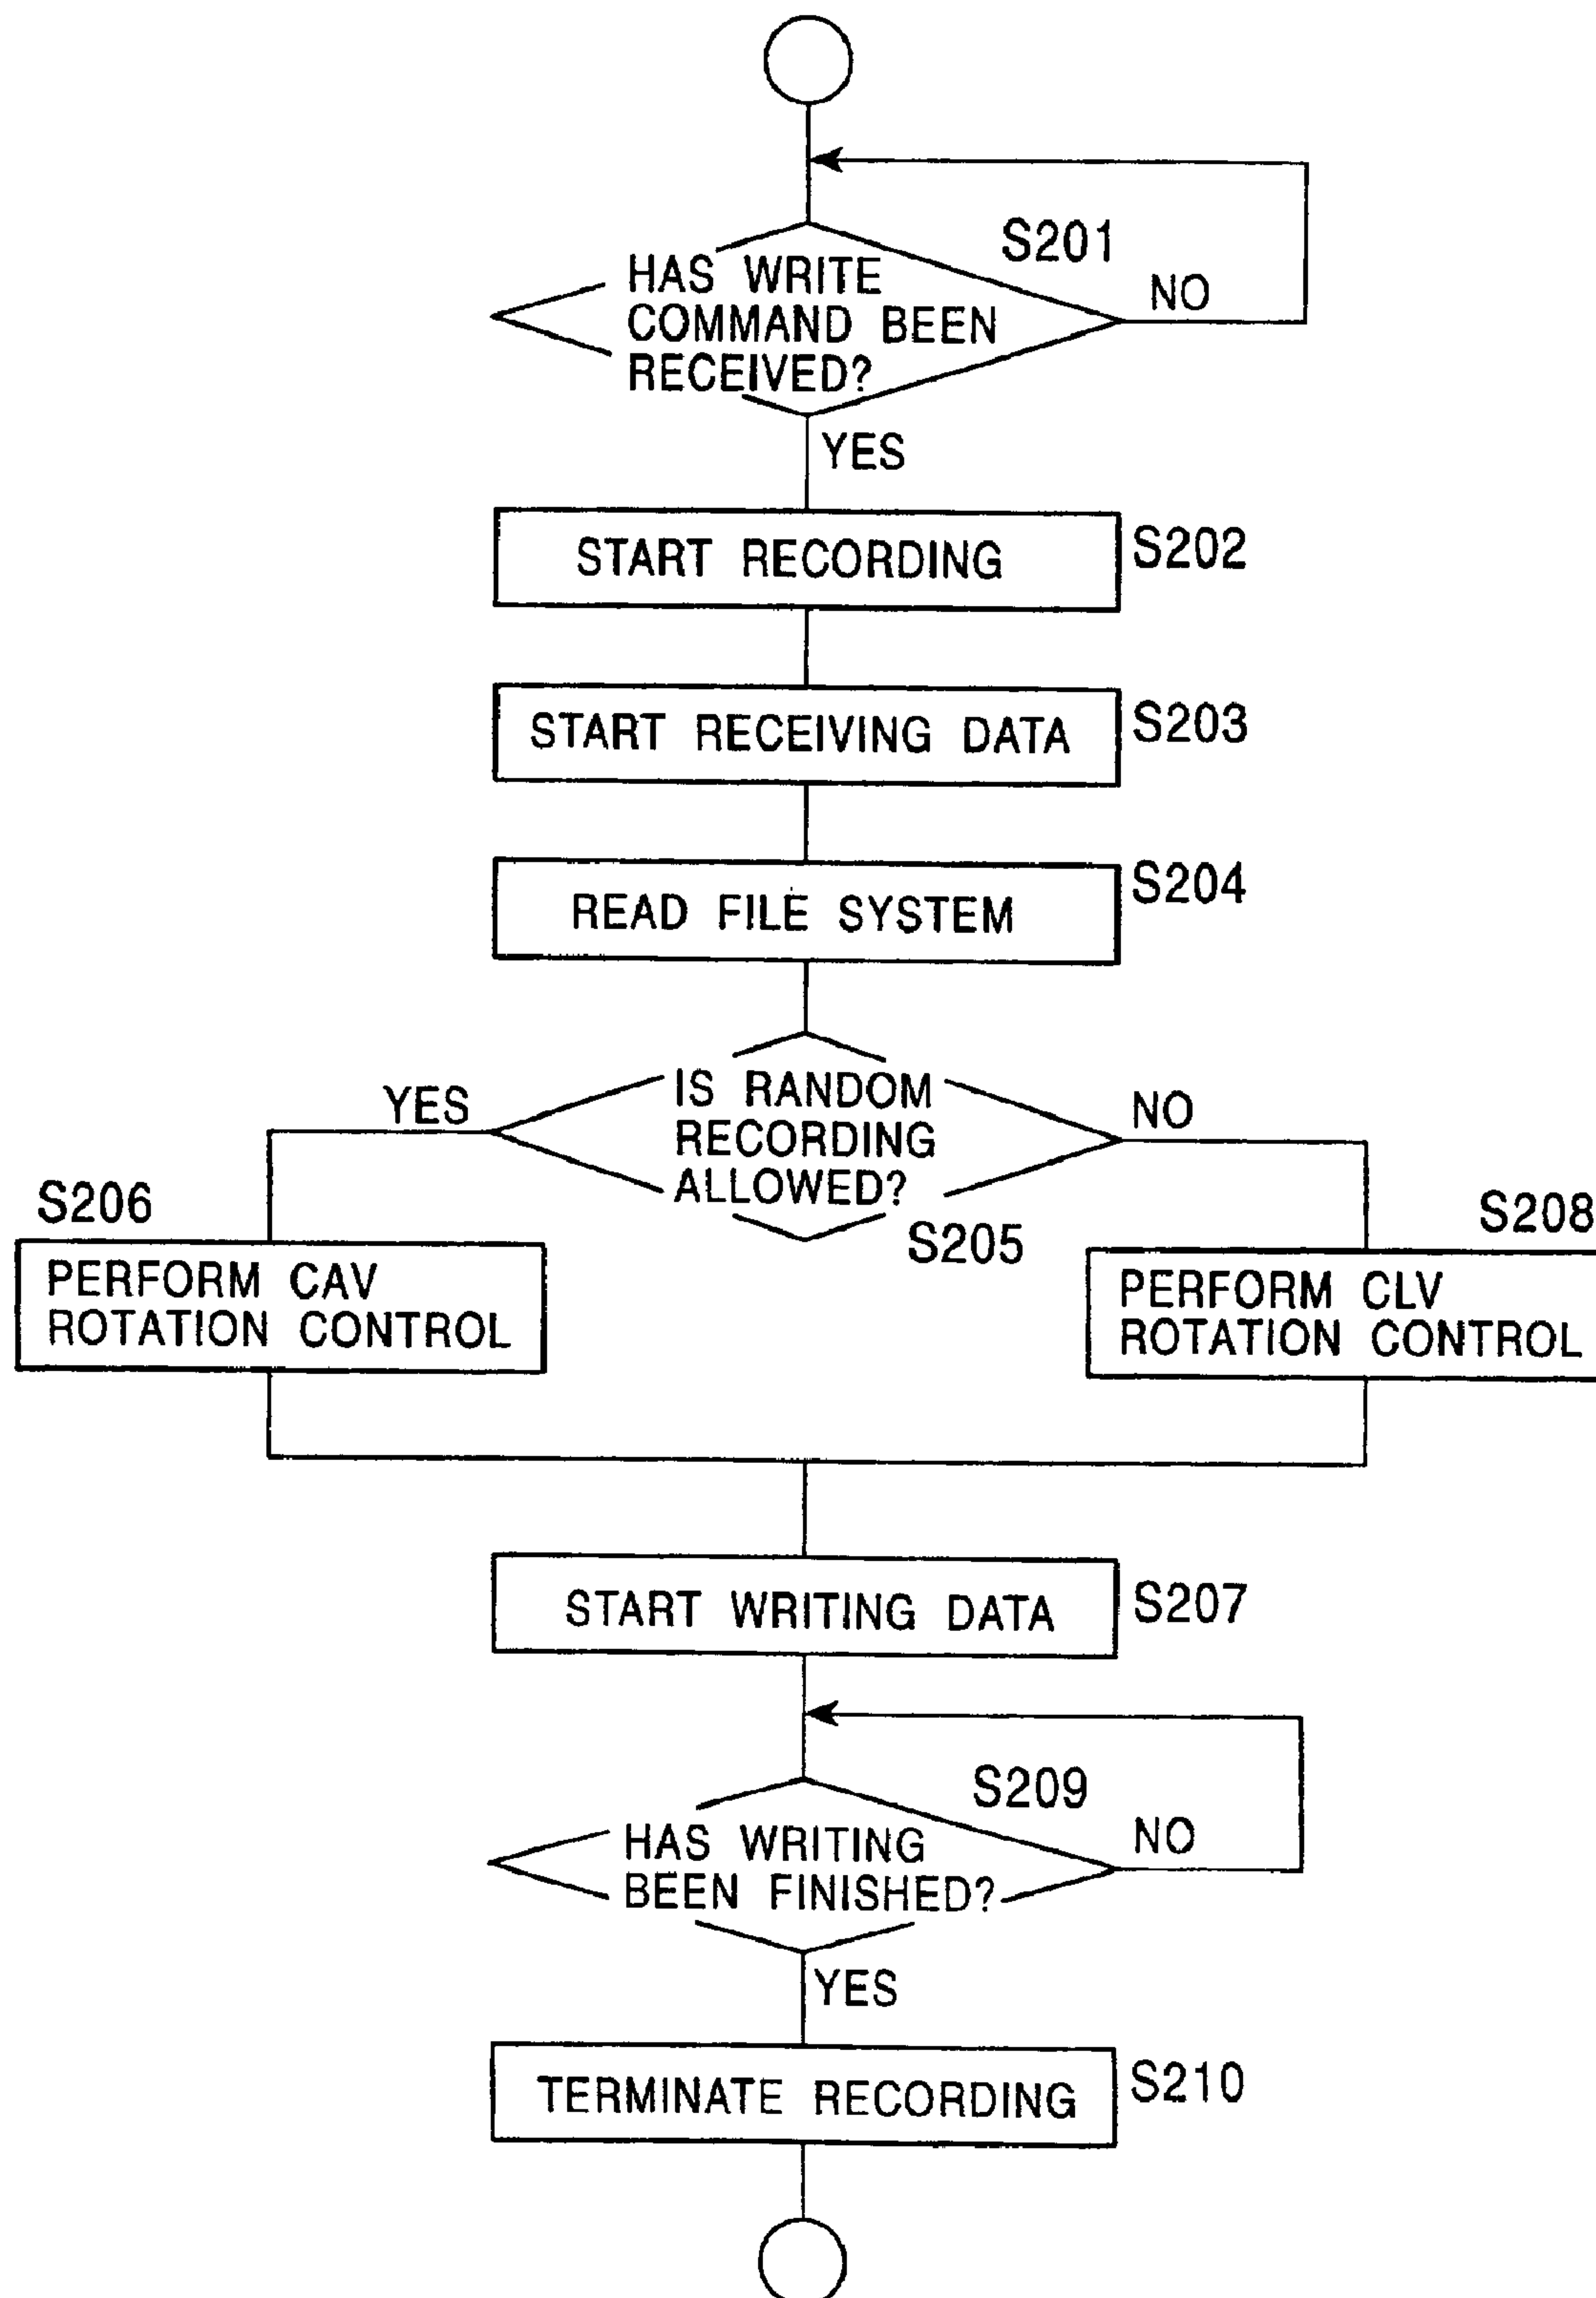 S201
HAS WRITE
COMMAND BEEN
RECEIVED?
NO
YES
START RECORDING
S202
START RECEIVING DATA
S203
READ FILE SYSTEM
S204
YES
IS RANDOM
RECORDING
ALLOWED?
NO
S205
S206
PERFORM CAV
ROTATION CONTROL
S208
PERFORM CLV
ROTATION CONTROL
START WRITING DATA
S207
S209
HAS WRITING
BEEN FINISHED?
NO
YES
TERMINATE RECORDING
S210